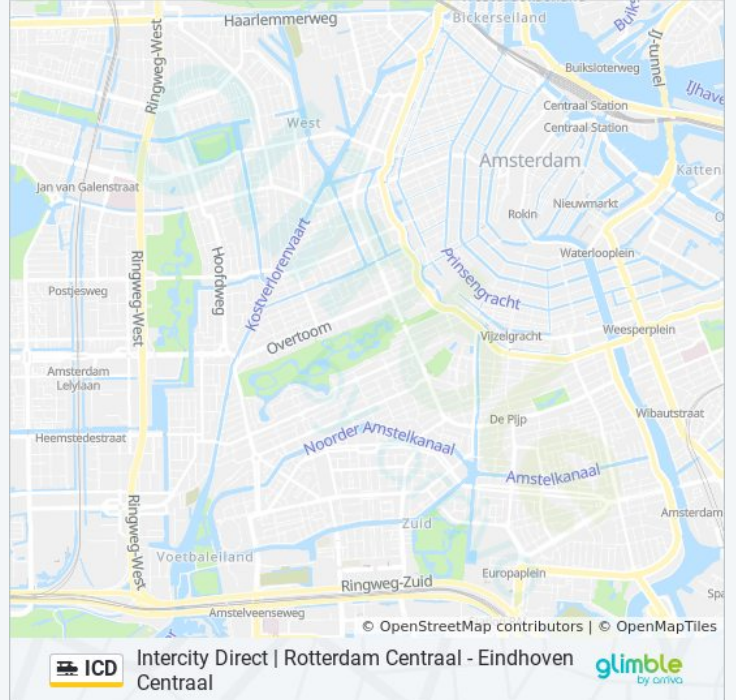 Haarlemmerweg
Bickerseiland
Buiks
IJ-tunnel
Ringweg-West
Buiksloterweg
IJhave
Centraal Station
West
Centraal Station
Amsterdam
Katten
Jan van Galenstraat
Nieuwmarkt
Rokin
O
Kostverlorenvaart
Hoofdweg
Waterlooplein
Prinsengracht
Ringweg-West
Postjesweg
Overtoom
Vijzelgracht
Weesperplein
Amsterdam
Lelylaan
De Pijp
Wibautstraat
Heemstedestraat
Noorder Amstelkanaal
Amstelkanaal
Ringweg-West
Amsterdam
Zuid
Voetbaleiland
Europaplein
Ringweg-Zuid
Spa
Amstelveenseweg
© OpenStreetMap contributors | © OpenMapTiles
ICD
Intercity Direct | Rotterdam Centraal - Eindhoven
Centraal
glimble
by arriva